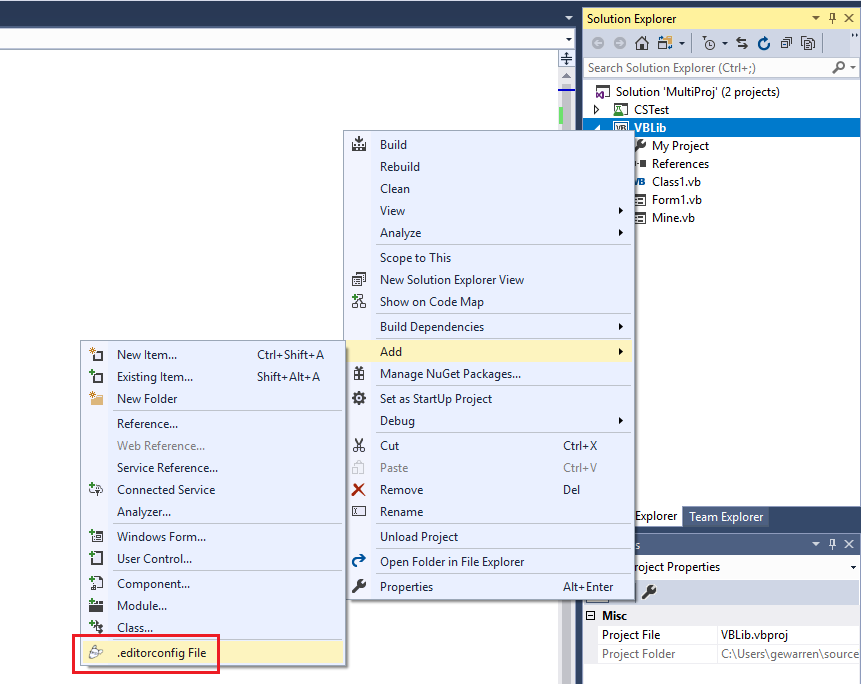 Solution Explorer
Search Solution Explorer (Ctrl+;)
Solution 'MultiProj' (2 projects)
CSTest
VBLib
My Project
References
Class1.vb
Form1.vb
Mine.vb
Build
Rebuild
Clean
View
Analyze
Scope to This
New Solution Explorer View
Show on Code Map
Build Dependencies
Add
Manage NuGet Packages...
Set as StartUp Project
Debug
Cut Ctrl+X
Paste Ctrl+V
Remove Del
Rename
Unload Project
Open Folder in File Explorer
Properties Alt+Enter
New Item... Ctrl+Shift+A
Existing Item... Shift+Alt+A
New Folder
Reference...
Web Reference...
Service Reference...
Connected Service
Analyzer...
Windows Form...
User Control...
Component...
Module...
Class...
.editorconfig File
Explorer Team Explorer
Properties
Misc
Project File VBLib.vbproj
Project Folder C:\Users\gewarren\source